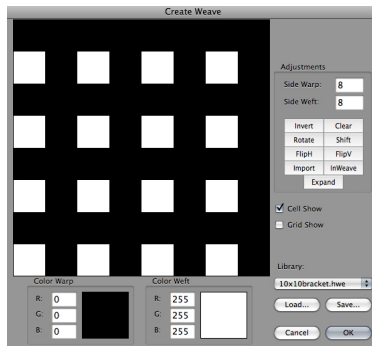 Create Weave
Adjustments
Side Warp: 8
Side Weft: 8
Invert Clear
Rotate Shift
FlipH FlipV
Import InWeave
Expand
Cell Show
Grid Show
Library:
10x10bracket.hwe
Load... Save...
Cancel OK
Color Warp
R: 0
G: 0
B: 0
Color Weft
R: 255
G: 255
B: 255